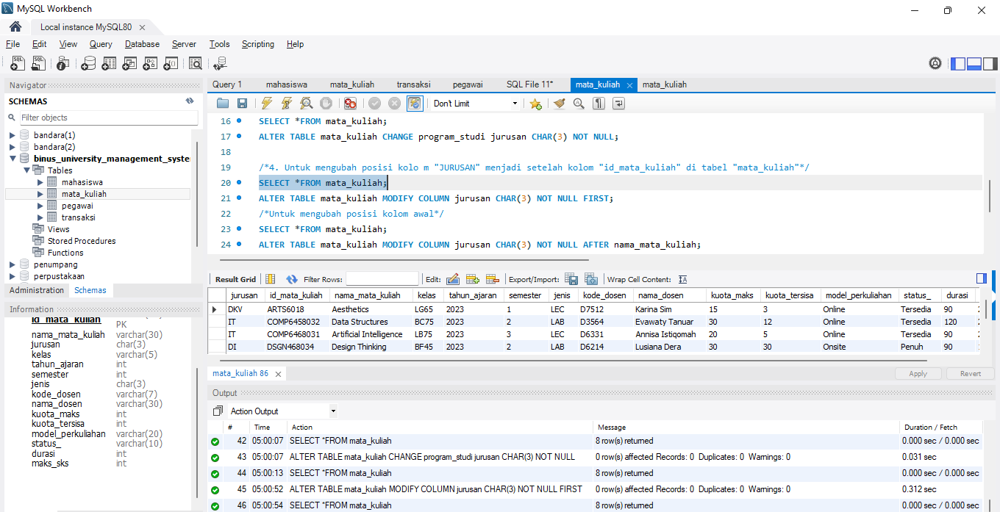 MySQL Workbench
Local instance MySQL80
File Edit View Query Database Server Tools Scripting Help
Navigator
SCHEMAS
Filter objects
bandara(1)
bandara(2)
binus_university_management_syste
Tables
mahasiswa
mata_kuliah
pegawai
transaksi
Views
Stored Procedures
Functions
penumpang
perpustakaan
Administration Schemas
Information
id_mata_kuliah
PK
nama_mata_kuliah varchar(30)
jurusan char(3)
kelas varchar(5)
tahun_ajaran int
semester int
jenis char(3)
kode_dosen varchar(7)
nama_dosen varchar(30)
kuota_maks int
kuota_tersisa int
model_perkuliahan varchar(20)
status_ varchar(10)
durasi int
maks_sks int
Query 1 mahasiswa mata_kuliah transaksi pegawai SQL File 11* mata_kuliah mata_kuliah
Don't Limit
16 SELECT *FROM mata_kuliah;
17 ALTER TABLE mata_kuliah CHANGE program_studi jurusan CHAR(3) NOT NULL;
18
19 /*4. Untuk mengubah posisi kolo m "JURUSAN" menjadi setelah kolom "id_mata_kuliah" di tabel "mata_kuliah"*/
20 SELECT *FROM mata_kuliah;
21 ALTER TABLE mata_kuliah MODIFY COLUMN jurusan CHAR(3) NOT NULL FIRST;
22 /*Untuk mengubah posisi kolom awal*/
23 SELECT *FROM mata_kuliah;
24 ALTER TABLE mata_kuliah MODIFY COLUMN jurusan CHAR(3) NOT NULL AFTER nama_mata_kuliah;
Result Grid Filter Rows: Edit: Export/Import: Wrap Cell Content:
jurusan id_mata_kuliah nama_mata_kuliah kelas tahun_ajaran semester jenis kode_dosen nama_dosen kuota_maks kuota_tersisa model_perkuliahan status_ durasi
DKV ARTS6018 Aesthetics LG65 2023 1 LEC D7512 Karina Sim 15 3 Online Tersedia 90
IT COMP6458032 Data Structures BC75 2023 2 LAB D3564 Evawaty Tanuar 30 12 Online Tersedia 120
IT COMP6458031 Artificial Intelligence LB75 2023 3 LEC D6331 Annisa Istiqomah 20 5 Online Tersedia 90
DI DSGN468034 Design Thinking BF45 2023 2 LAB D6214 Lusiana Dera 30 30 Onsite Penuh 90
mata_kuliah 86
Apply Revert
Output
Action Output
# Time Action Message Duration / Fetch
42 05:00:07 SELECT *FROM mata_kuliah 8 row(s) returned 0.000 sec / 0.000 sec
43 05:00:07 ALTER TABLE mata_kuliah CHANGE program_studi jurusan CHAR(3) NOT NULL 0 row(s) affected Records: 0 Duplicates: 0 Warnings: 0 0.031 sec
44 05:00:13 SELECT *FROM mata_kuliah 8 row(s) returned 0.000 sec / 0.000 sec
45 05:00:52 ALTER TABLE mata_kuliah MODIFY COLUMN jurusan CHAR(3) NOT NULL FIRST 0 row(s) affected Records: 0 Duplicates: 0 Warnings: 0 0.312 sec
46 05:00:54 SELECT *FROM mata_kuliah 8 row(s) returned 0.000 sec / 0.000 sec